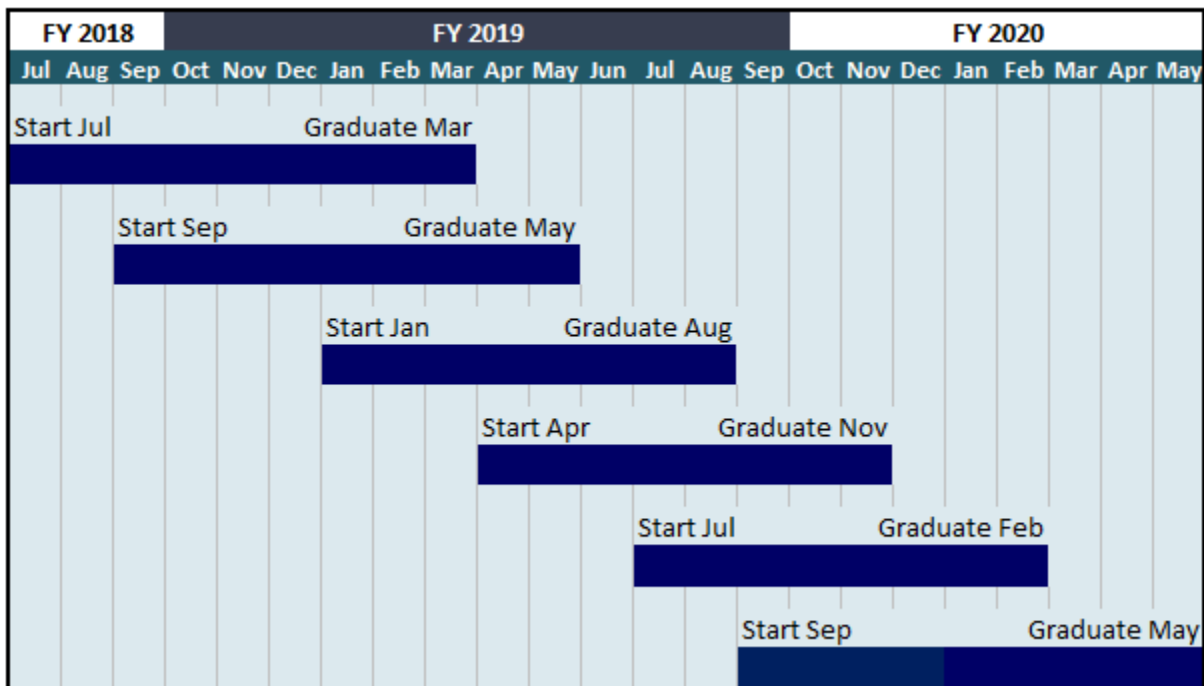 FY 2018 FY 2019 FY 2020
Jul Aug Sep Oct Nov Dec Jan Feb Mar Apr May Jun Jul Aug Sep Oct Nov Dec Jan Feb Mar Apr May
Start Jul Graduate Mar
Start Sep Graduate May
Start Jan Graduate Aug
Start Apr Graduate Nov
Start Jul Graduate Feb
Start Sep Graduate May